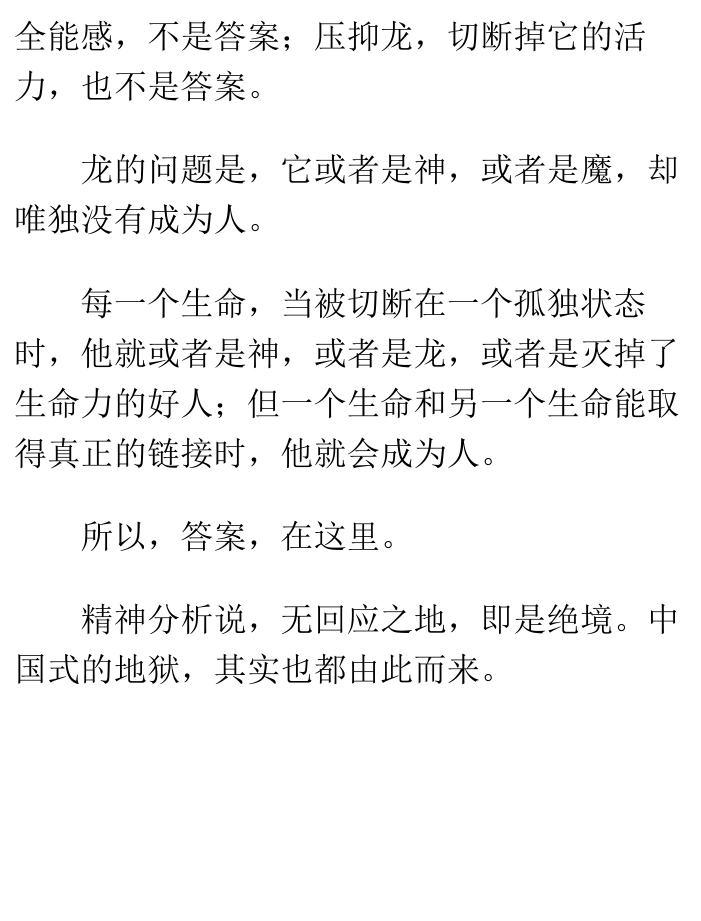 全能感，不是答案；压抑龙，切断掉它的活
力，也不是答案。
龙的问题是，它或者是神，或者是魔，却
唯独没有成为人。
每一个生命，当被切断在一个孤独状态
时，他就或者是神，或者是龙，或者是灭掉了
生命力的好人；但一个生命和另一个生命能取
得真正的链接时，他就会成为人。
所以，答案，在这里。
精神分析说，无回应之地，即是绝境。中
国式的地狱，其实也都由此而来。